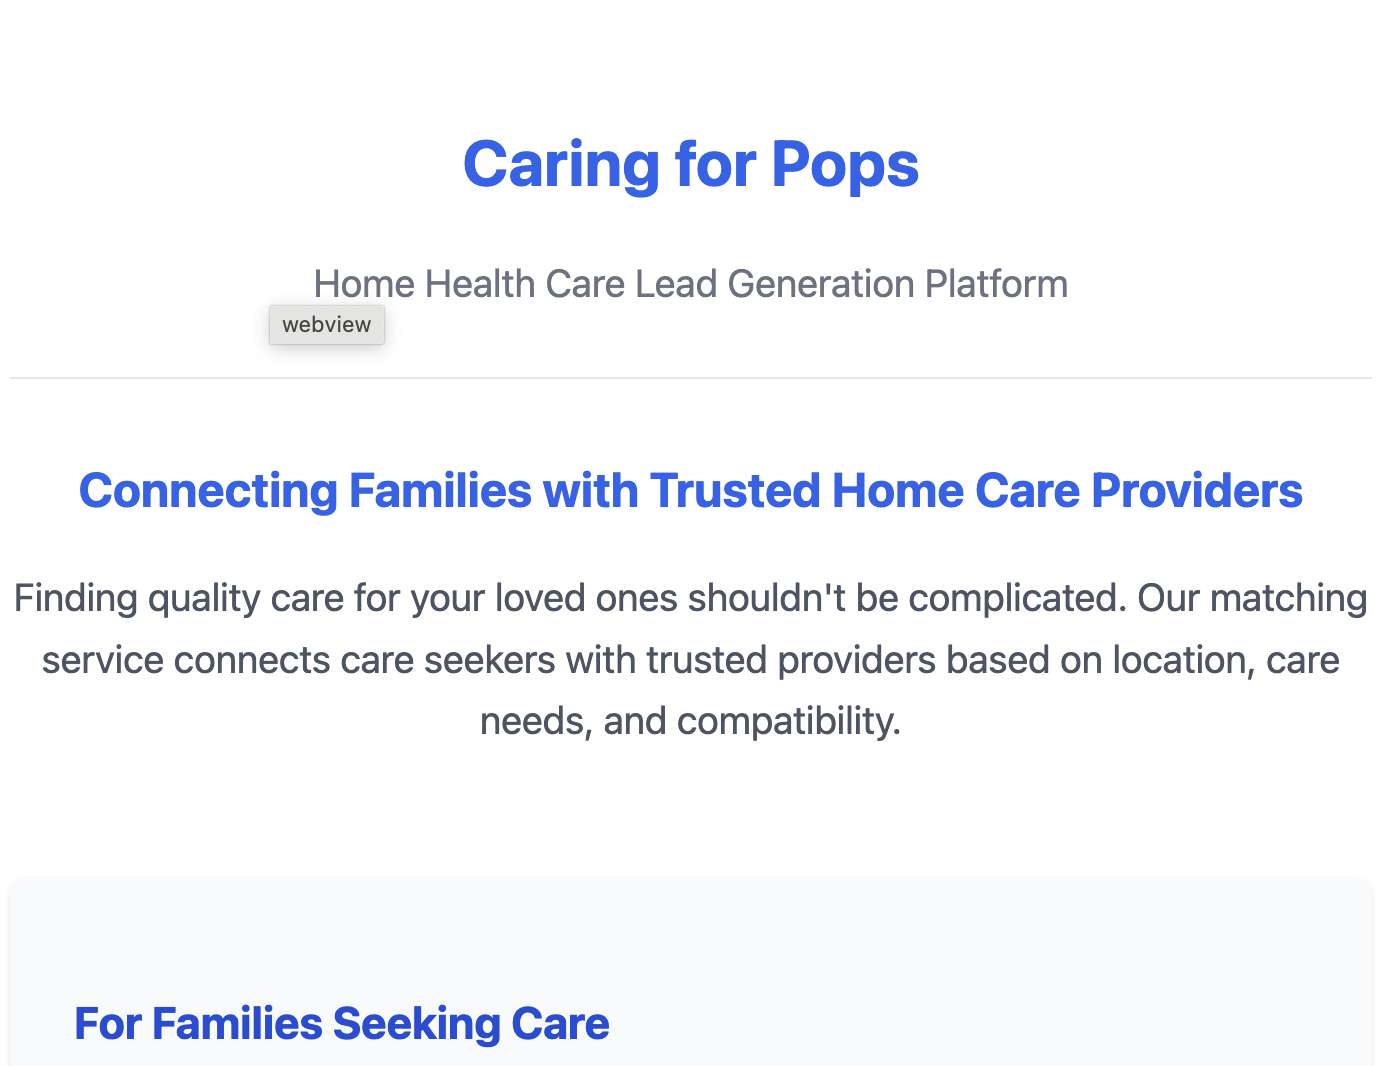 Caring for Pops
Home Health Care Lead Generation Platform
webview
Connecting Families with Trusted Home Care Providers
Finding quality care for your loved ones shouldn't be complicated. Our matching
service connects care seekers with trusted providers based on location, care
needs, and compatibility.
For Families Seeking Care